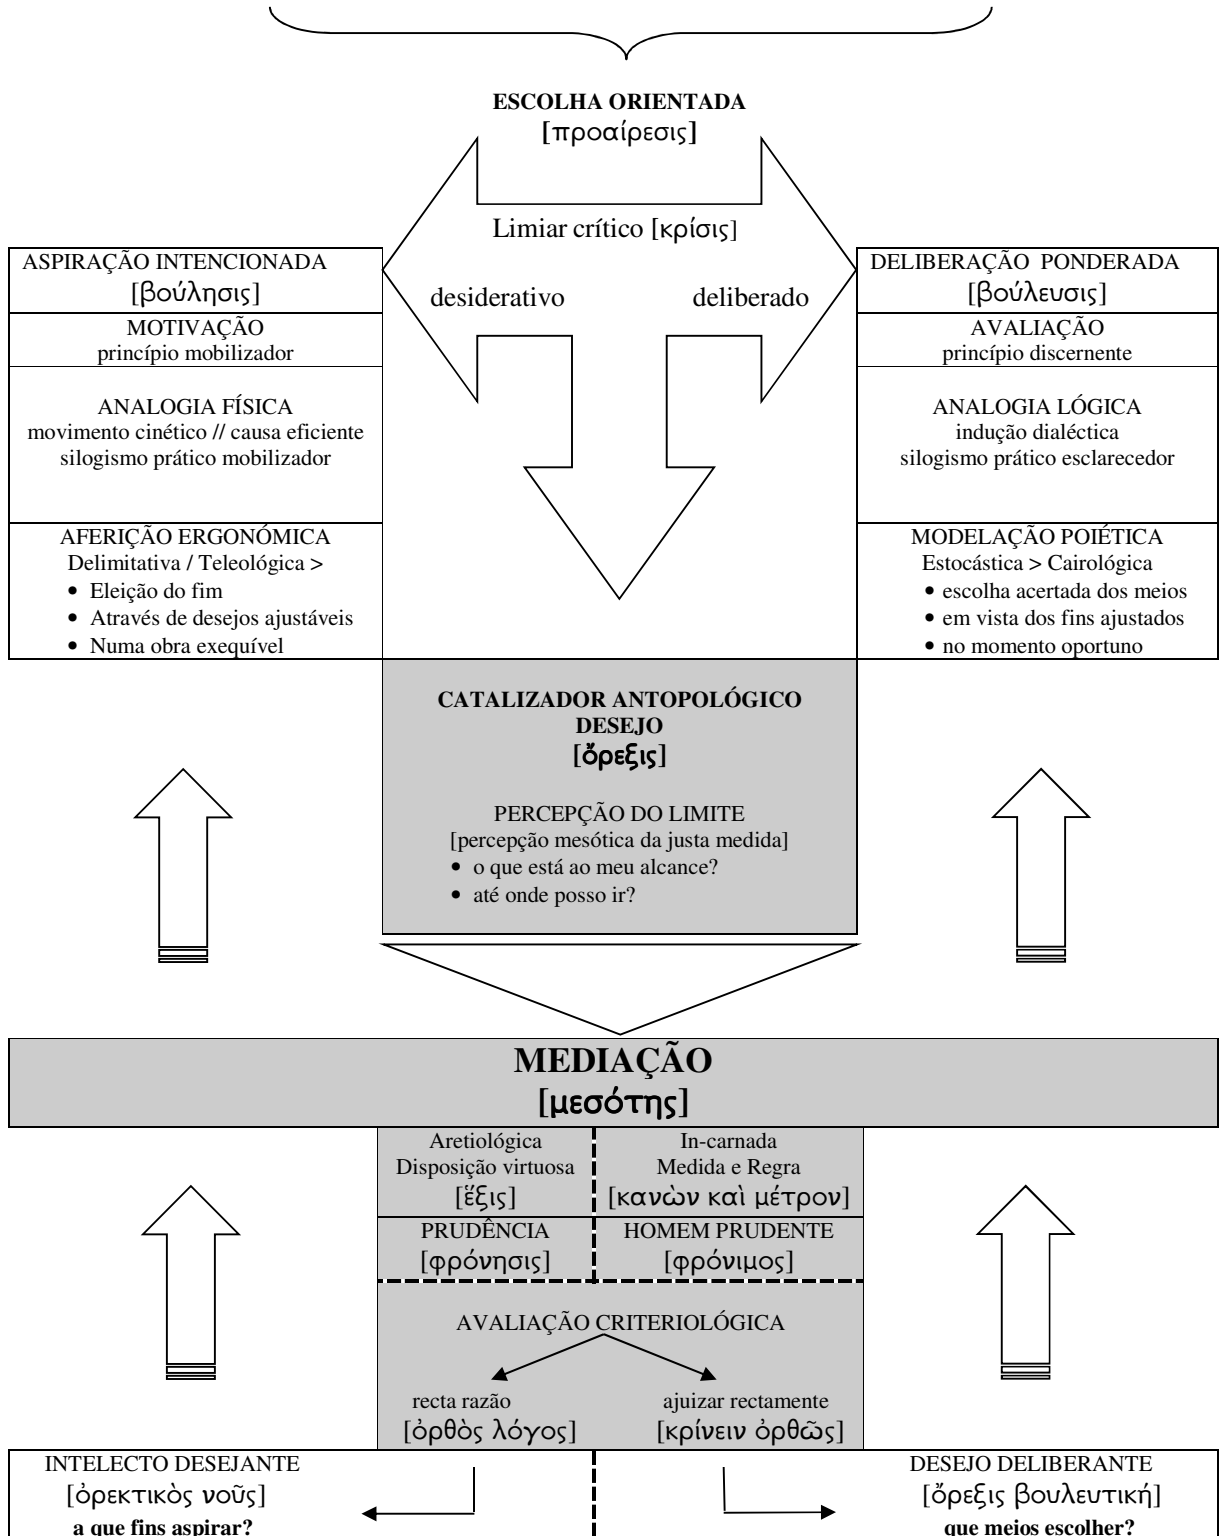 ESCOLHA ORIENTADA
[προαίρεσις]
Limiar crítico [κρίσις]
desiderativo
deliberado
ASPIRAÇÃO INTENCIONADA
[βούλησις]
MOTIVAÇÃO
princípio mobilizador
ANALOGIA FÍSICA
movimento cinético // causa eficiente
silogismo prático mobilizador
AFERIÇÃO ERGONÓMICA
Delimitativa / Teleológica >
• Eleição do fim
• Através de desejos ajustáveis
• Numa obra exequível
DELIBERAÇÃO PONDERADA
[βούλευσις]
AVALIAÇÃO
princípio discernente
ANALOGIA LÓGICA
indução dialéctica
silogismo prático esclarecedor
MODELAÇÃO POIÉTICA
Estocástica > Cairológica
• escolha acertada dos meios
• em vista dos fins ajustados
• no momento oportuno
CATALIZADOR ANTOPOLÓGICO
DESEJO
[ὄρεξις]
PERCEPÇÃO DO LIMITE
[percepção mesótica da justa medida]
• o que está ao meu alcance?
• até onde posso ir?
MEDIAÇÃO
[μεσότης]
Aretiológica
Disposição virtuosa
[ἕξις]
In-carnada
Medida e Regra
[κανὼν καὶ μέτρον]
PRUDÊNCIA
[φρόνησις]
HOMEM PRUDENTE
[φρόνιμος]
AVALIAÇÃO CRITERIOLÓGICA
recta razão
[ὀρθὸς λόγος]
ajuizar rectamente
[κρίνειν ὀρθῶς]
INTELECTO DESEJANTE
[ὀρεκτικὸς νοῦς]
a que fins aspirar?
DESEJO DELIBERANTE
[ὄρεξις βουλευτική]
que meios escolher?